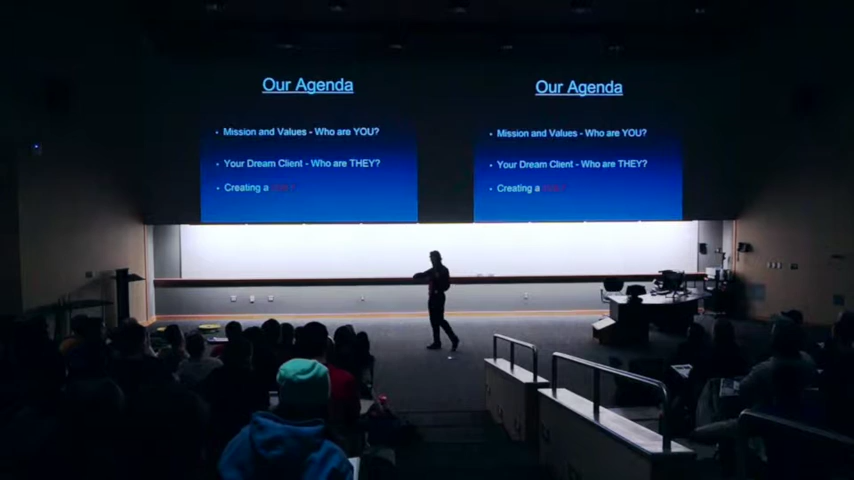 Our Agenda
• Mission and Values - Who are YOU?
• Your Dream Client - Who are THEY?
• Creating a
Our Agenda
• Mission and Values - Who are YOU?
• Your Dream Client - Who are THEY?
• Creating a